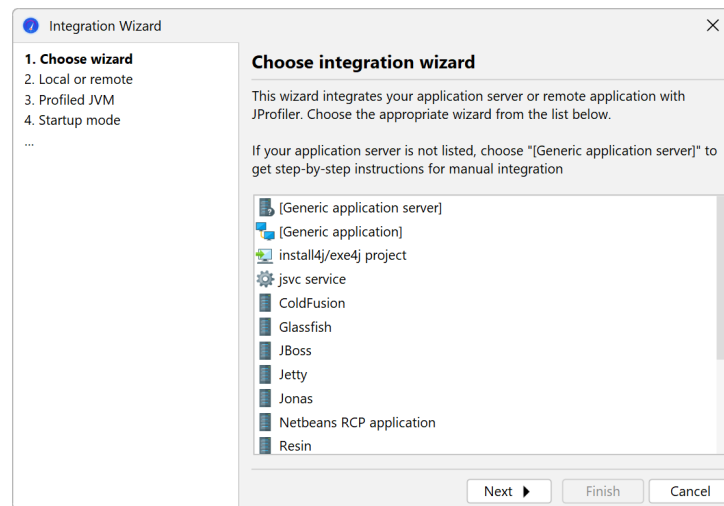 Integration Wizard
1. Choose wizard
2. Local or remote
3. Profiled JVM
4. Startup mode
...
Choose integration wizard
This wizard integrates your application server or remote application with
JProfiler. Choose the appropriate wizard from the list below.
If your application server is not listed, choose "[Generic application server]" to
get step-by-step instructions for manual integration
[Generic application server]
[Generic application]
install4j/exe4j project
jsvc service
ColdFusion
Glassfish
JBoss
Jetty
Jonas
Netbeans RCP application
Resin
Next
Finish
Cancel